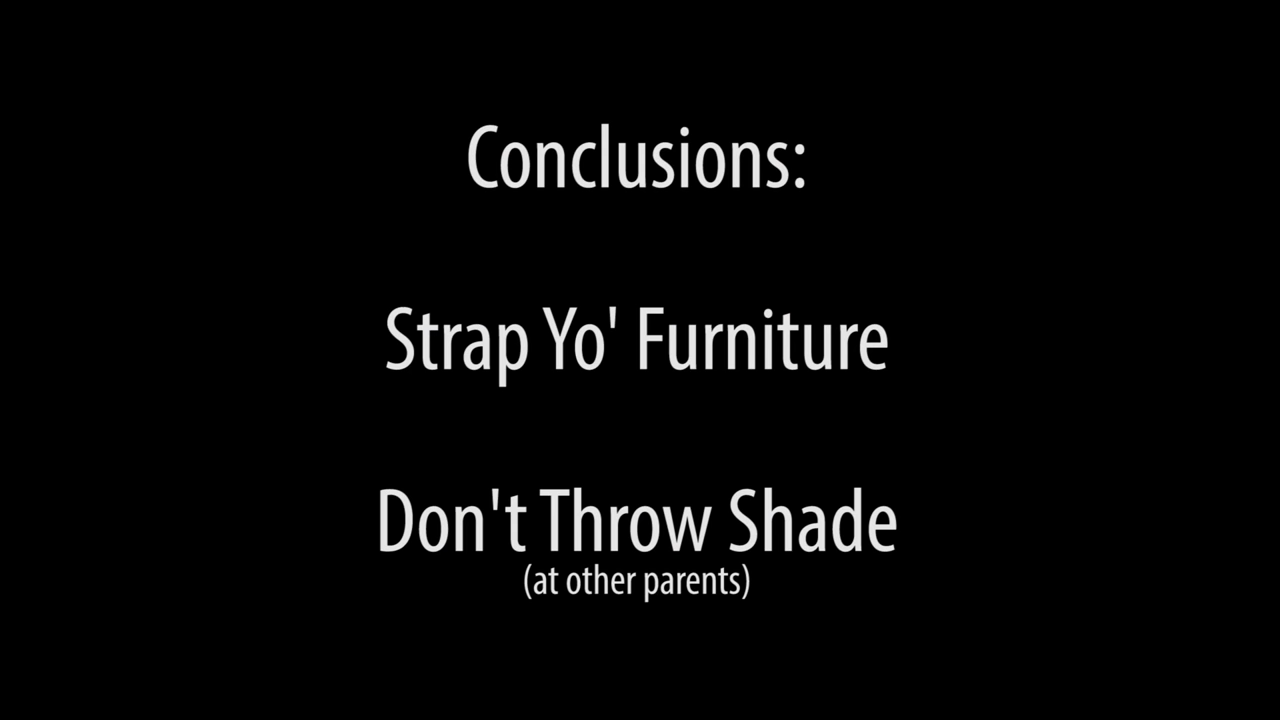 Conclusions:
Strap Yo' Furniture
Don't Throw Shade
(at other parents)